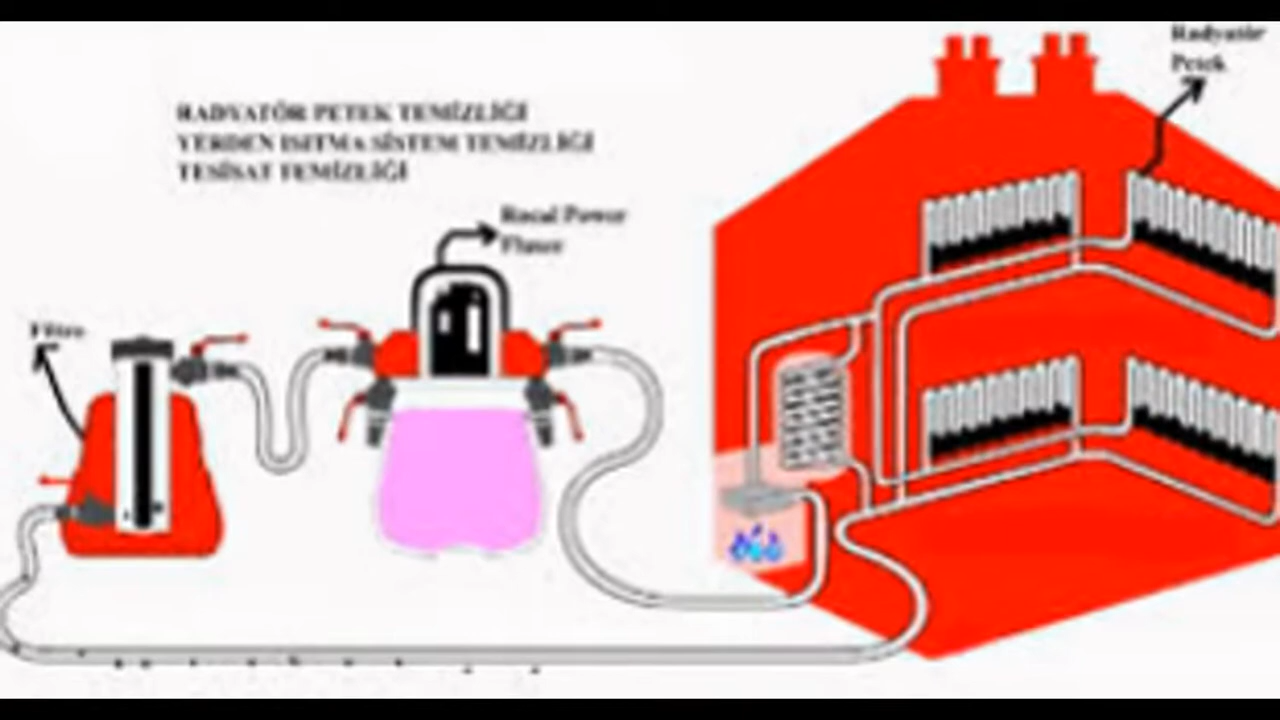 RADYATÖR PETEK TEMİZLİĞİ
YERDEN ISITMA SİSTEM TEMİZLİĞİ
TESİSAT TEMİZLİĞİ
Radyatör
Petek
Power
Filtre